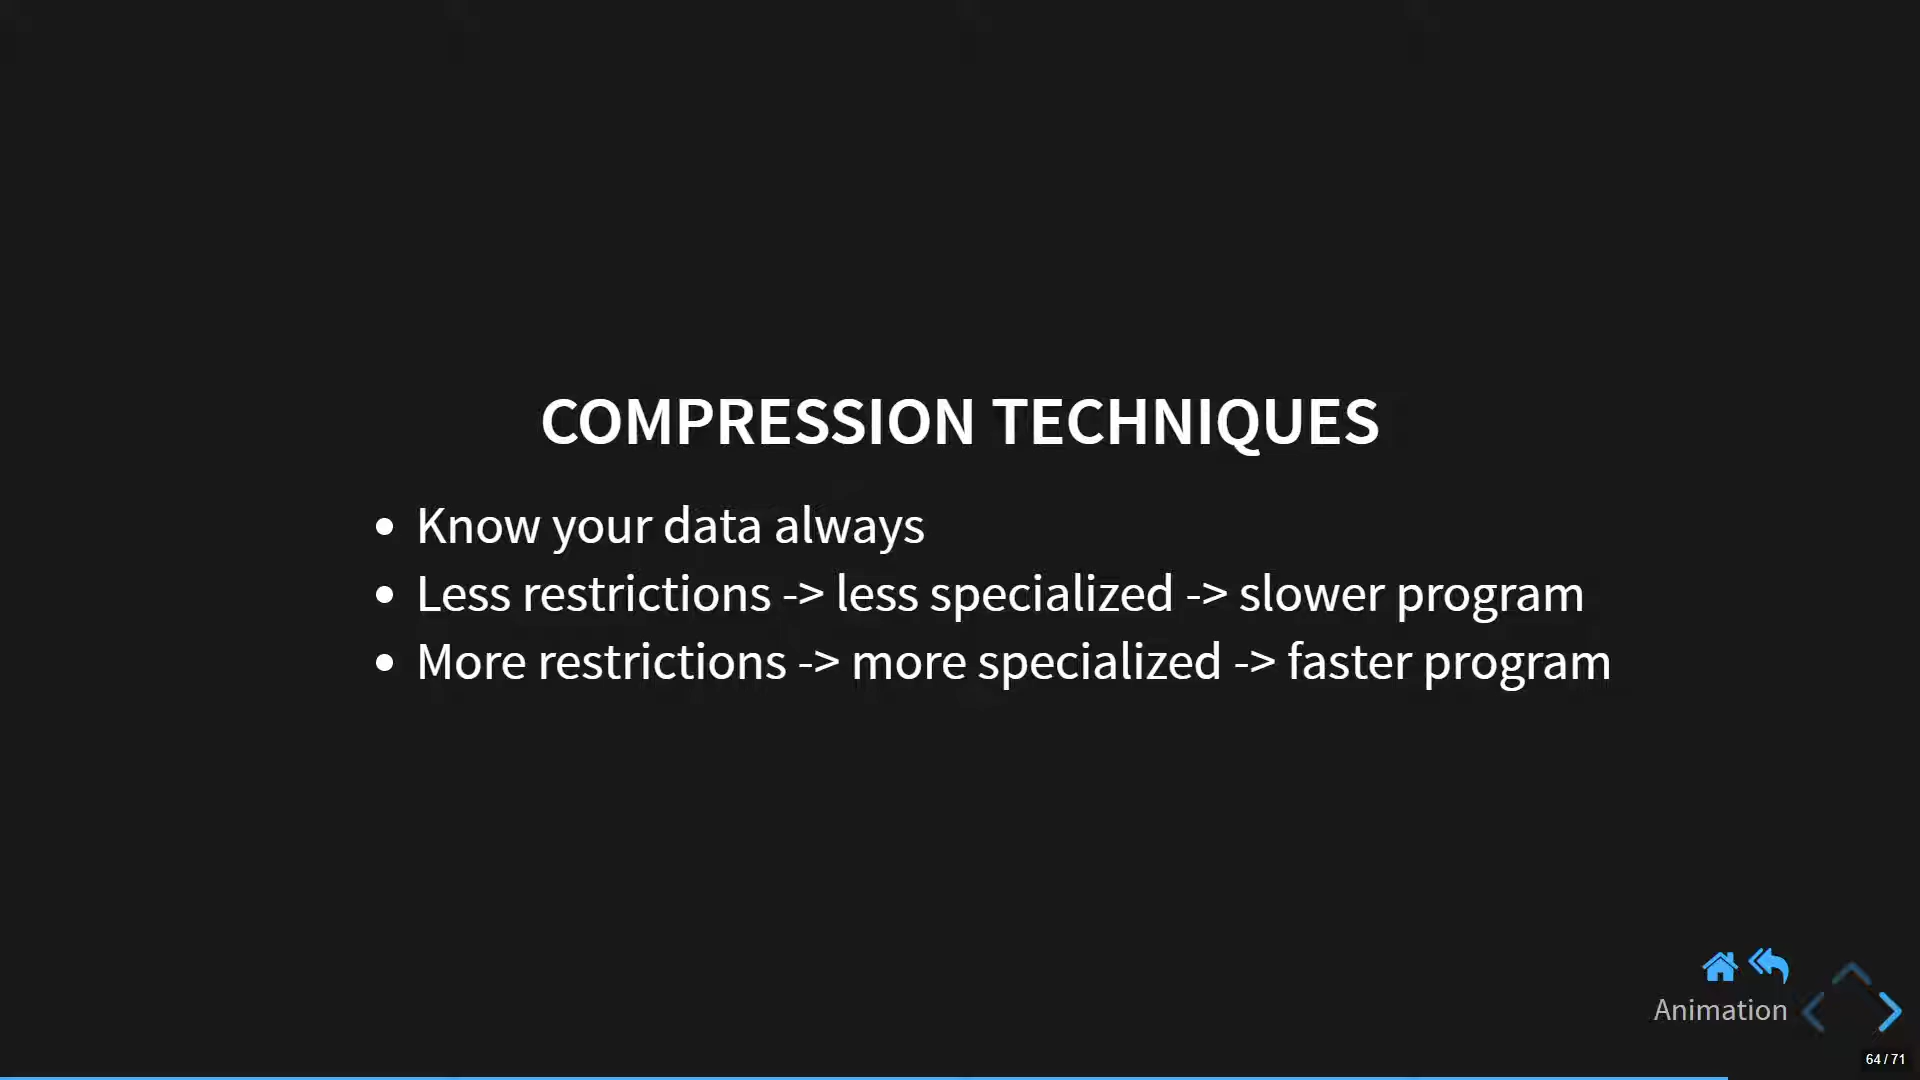 COMPRESSION TECHNIQUES
Know your data always
Less restrictions -> less specialized -> slower program
More restrictions -> more specialized -> faster program
Animation
64 / 71